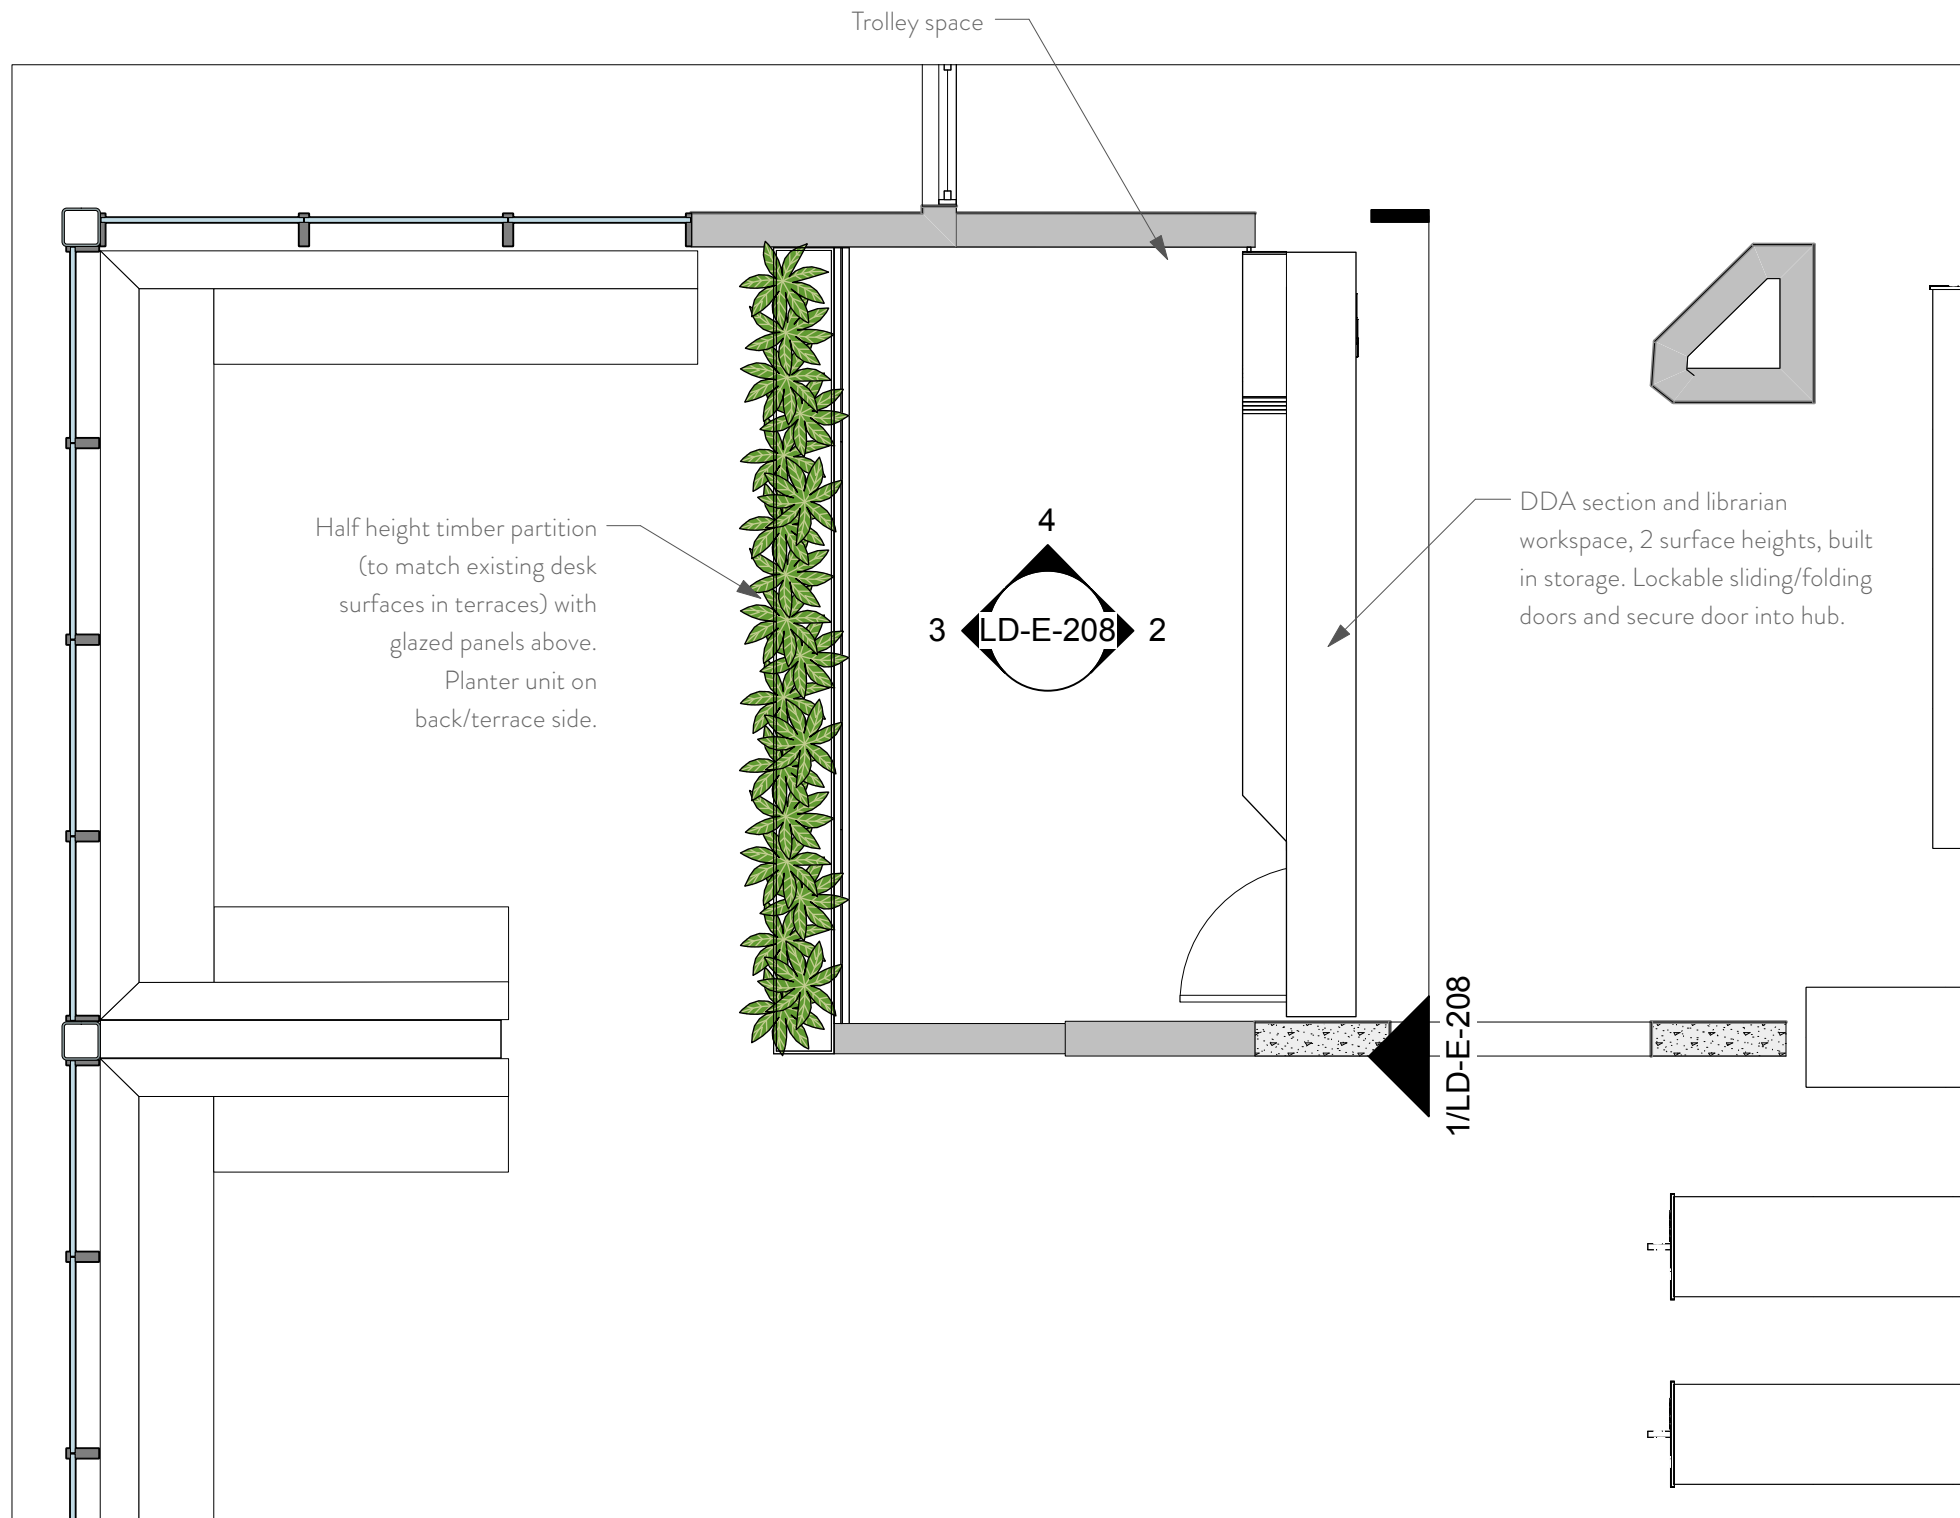 Trolley space
Half height timber partition
(to match existing desk
surfaces in terraces) with
glazed panels above.
Planter unit on
back/terrace side.
4
3
LD-E-208
2
DDA section and librarian
workspace, 2 surface heights, built
in storage. Lockable sliding/folding
doors and secure door into hub.
1/LD-E-208